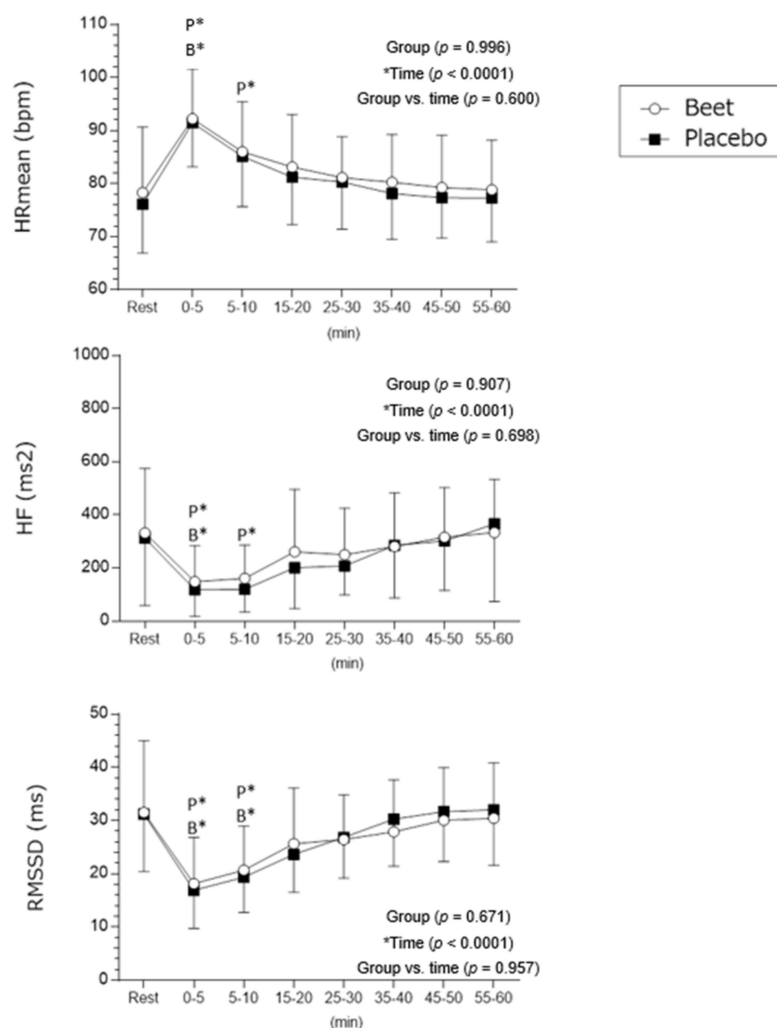 110
100
90
80
70
60
HRmean (bpm)
P*
B*
P*
Group (p = 0.996)
*Time (p < 0.0001)
Group vs. time (p = 0.600)
Beet
Placebo
Rest 0-5 5-10 15-20 25-30 35-40 45-50 55-60
(min)
1000
800
600
400
200
0
HF (ms2)
P*
B*
P*
Group (p = 0.907)
*Time (p < 0.0001)
Group vs. time (p = 0.698)
Rest 0-5 5-10 15-20 25-30 35-40 45-50 55-60
(min)
50
40
30
20
10
0
RMSSD (ms)
P*
B*
P*
B*
Group (p = 0.671)
*Time (p < 0.0001)
Group vs. time (p = 0.957)
Rest 0-5 5-10 15-20 25-30 35-40 45-50 55-60
(min)